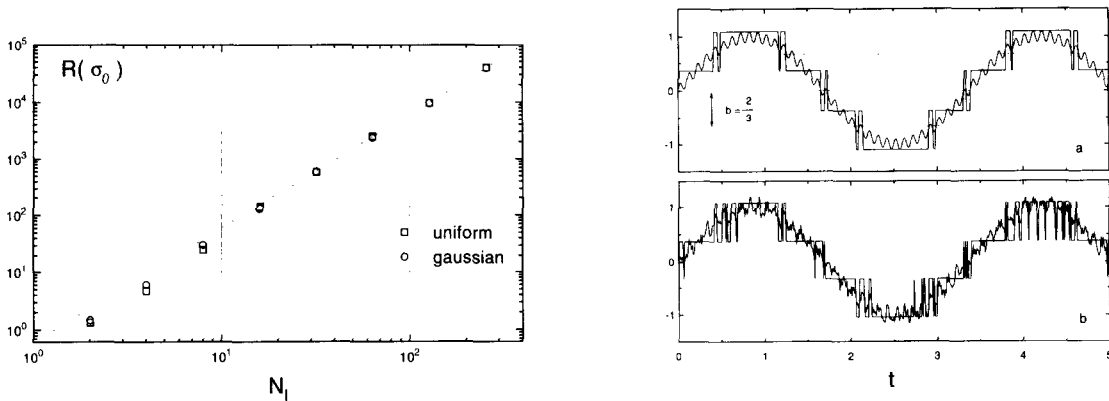 10^5
R(σ_0)
10^4
10^3
10^2
10^1
10^0
□ uniform
○ gaussian
10^0 10^1 10^2
N_I
1
0
-1
b = 2/3
a
1
0
-1
b
0 1 2 3 4 5
t